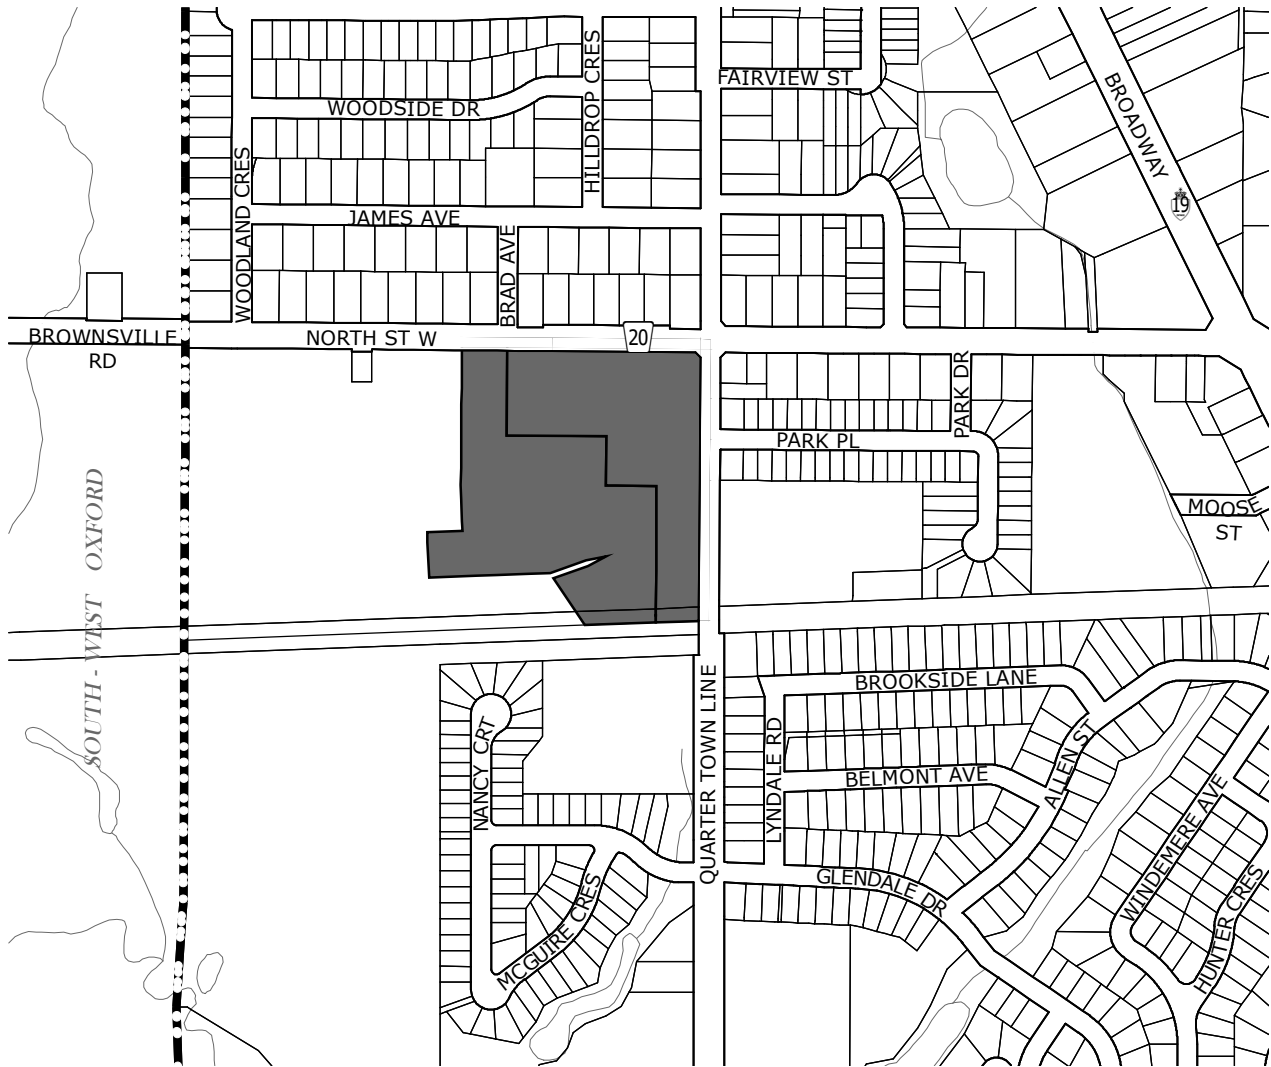 FAIRVIEW ST
WOODSIDE DR
HILLDROP CRES
BROADWAY
19
WOODLAND CRES
JAMES AVE
BRAD AVE
BROWNSVILLE
RD
NORTH ST W
20
PARK DR
PARK PL
SOUTH - WEST OXFORD
MOOSE
ST
BROOKSIDE LANE
QUARTER TOWN LINE
LYNDALE RD
NANCY CRT
ALLEN ST
BELMONT AVE
WINDEMERE AVE
GLENDALE DR
MCGUIRE CRES
HUNTER CRES